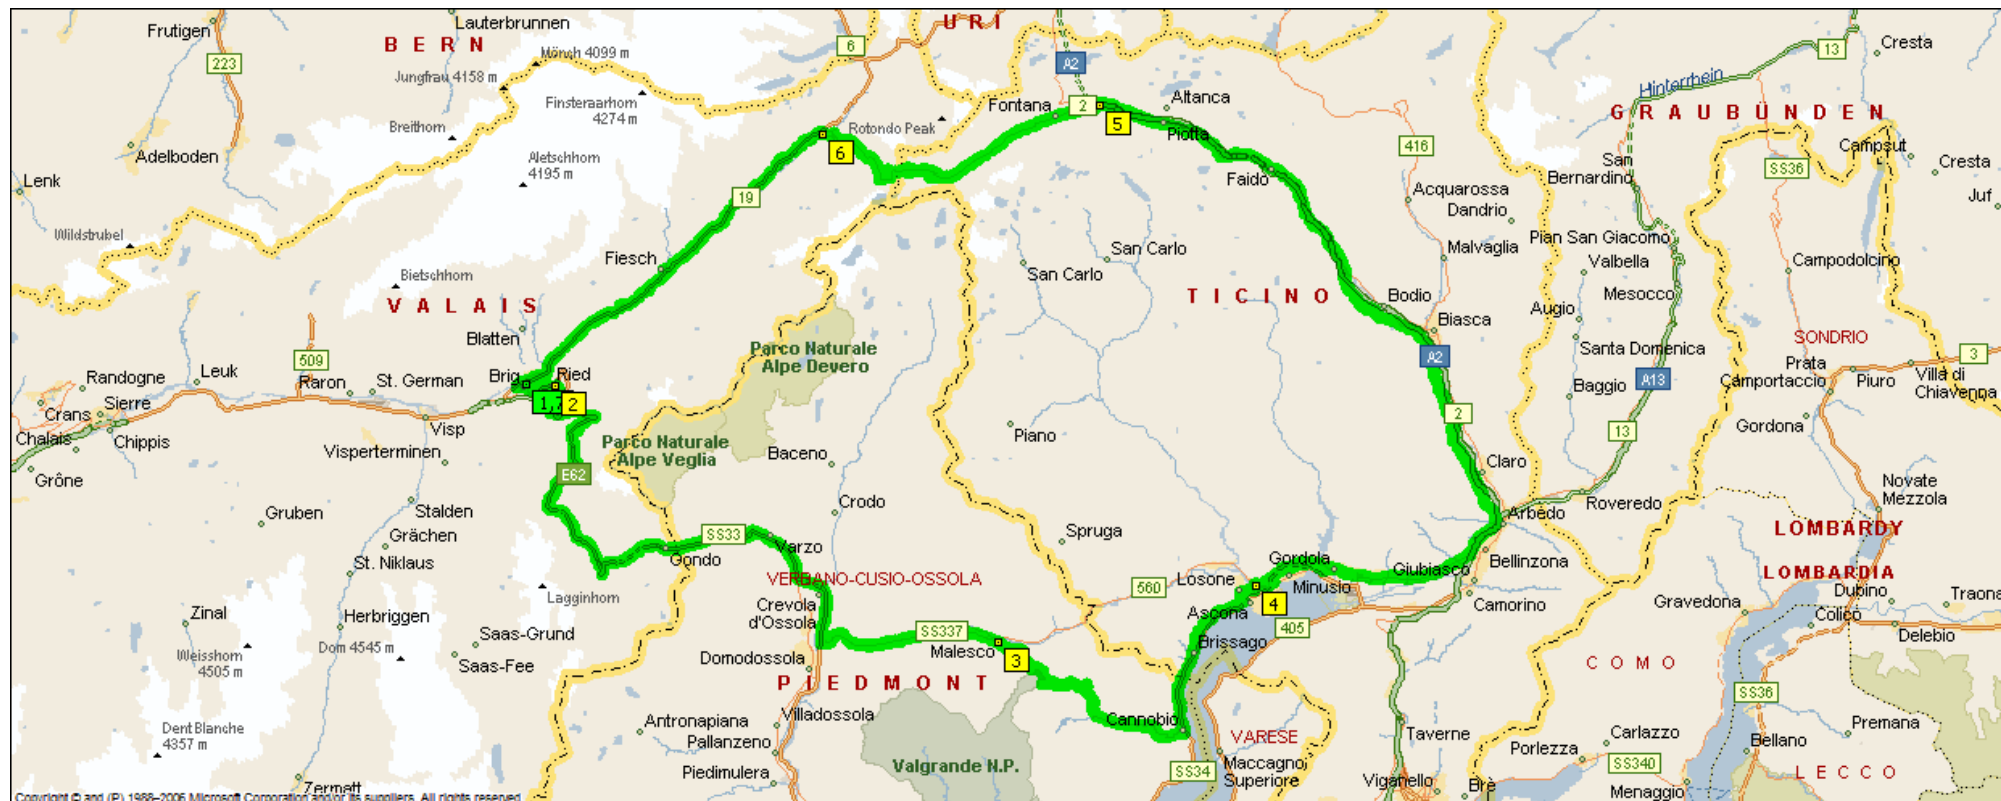 Frutigen
Lauterbrunnen
BERN
Mönch 4099 m
URI
6
223
A2
13
Cresta
Jungfrau 4158 m
Finsteraarhorn
4274 m
Hinterrhein
Fontana
2
Altanca
GRAUBÜNDEN
Breithorn
Rotondo Peak
5
Piotta
Adelboden
Aletschhorn
4195 m
6
416
San
Bernardino
SS36
Campsut
Cresta
Lenk
19
Faido
Acquarossa
Dandrio
Juf
Wildstrubel
Fiesch
San Carlo
San Carlo
Malvaglia
Pian San Giacomo
Valbella
Campodolcino
Bietschhorn
VALAIS
TICINO
Bodio
Mesocco
Augio
Biasca
Blatten
Parco Naturale
Alpe Devero
A2
Santa Domenica
SONDRIO
3
509
Leuk
Randogne
Raron
St. German
Brig
Ried
Baggio
A13
Prata
Camportaccio
Piuro
Villa di
Chiavenna
Crans
Sierre
1,7
2
2
Chalais
Chippis
Visp
Gordona
Parco Naturale
Alpe Veglia
Piano
13
Visperterminen
Baceno
Claro
Grône
E62
Novate
Mezzola
Gruben
Stalden
Crodo
Roveredo
Arbedo
Grächen
SS33
Varzo
Spruga
LOMBARDY
St. Niklaus
Gondo
Gordola
Giubiasco
Bellinzona
VERBANO-CUSIO-OSSOLA
Losone
Minusio
LOMBARDIA
Lagginhorn
560
Dubino
Traona
Zinal
Herbriggen
Crevola
d'Ossola
Ascona
4
Camorino
Gravedona
Colico
Saas-Grund
SS337
405
Delebio
Weisshorn
4505 m
Dom 4545 m
Saas-Fee
Domodossola
Malesco
3
Brissago
COMO
PIEDMONT
SS36
Dent Blanche
4357 m
Antronapiana
Villadossola
Cannobio
Pallanzeno
VARESE
Taverne
Carlazzo
Premana
Porlezza
Bellano
Valgrande N.P.
Maccagno
Superiore
Piedimulera
SS34
SS340
LECCO
Zermatt
Viganello
Brè
Menaggio
Copyright © and (P) 1988–2006 Microsoft Corporation and/or its suppliers. All rights reserved.